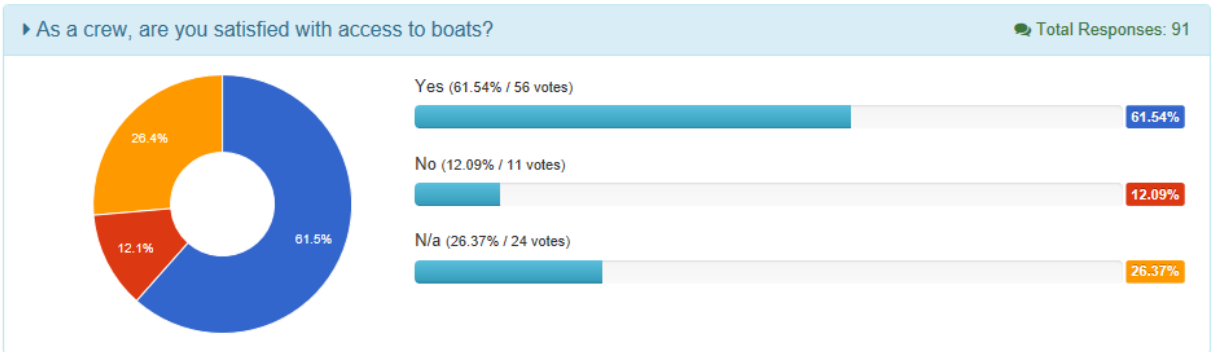 As a crew, are you satisfied with access to boats?
Total Responses: 91
26.4%
12.1%
61.5%
Yes (61.54% / 56 votes)
61.54%
No (12.09% / 11 votes)
12.09%
N/a (26.37% / 24 votes)
26.37%